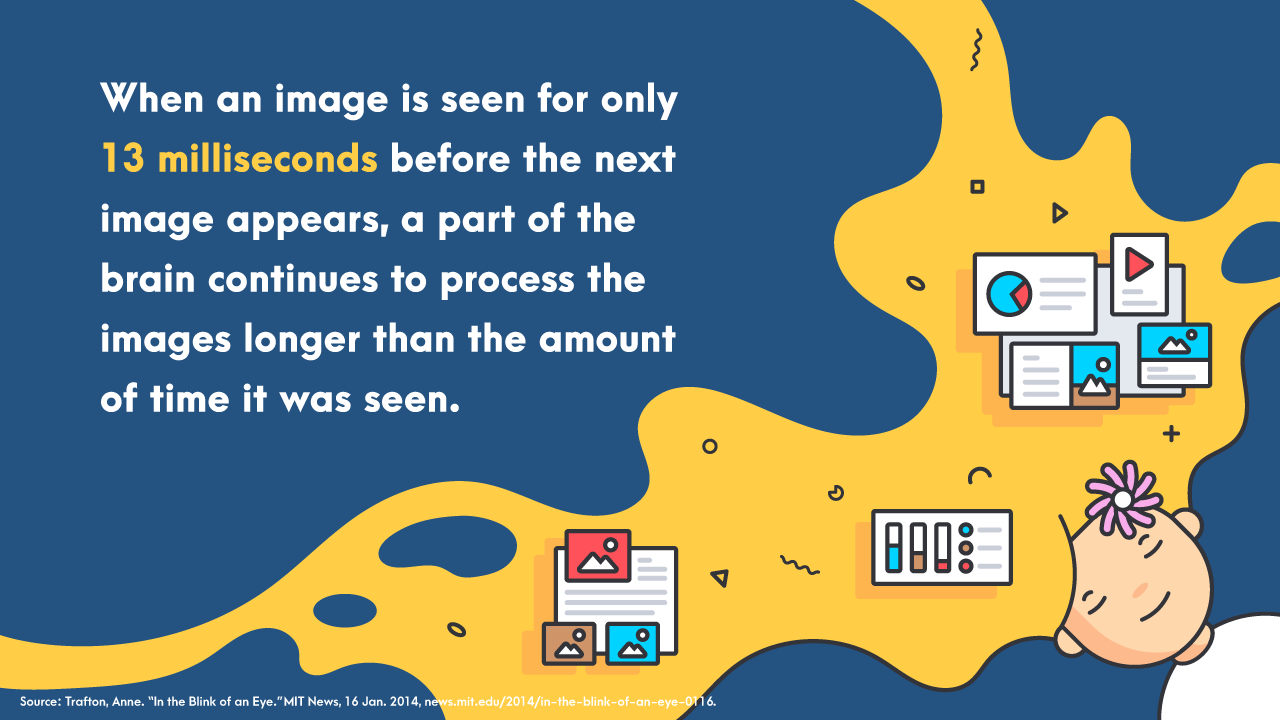 When an image is seen for only
13 milliseconds before the next
image appears, a part of the
brain continues to process the
images longer than the amount
of time it was seen.
Source: Trafton, Anne. "In the Blink of an Eye."MIT News, 16 Jan. 2014, news.mit.edu/2014/in-the-blink-of-an-eye-0116.